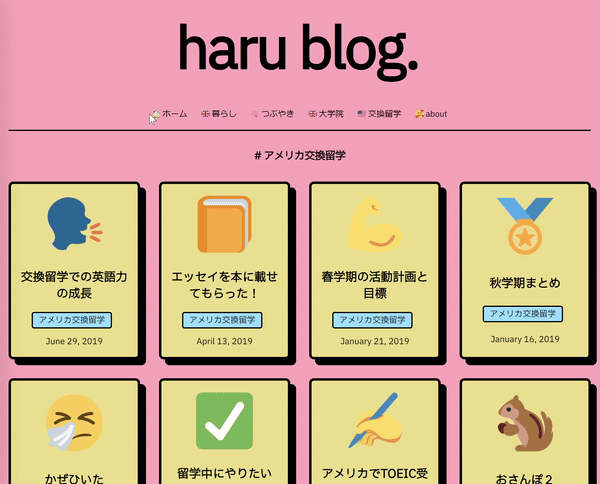 haru blog.
ホーム 暮らし つぶやき 大学院 交換留学 about
# アメリカ交換留学
交換留学での英語力
の成長
アメリカ交換留学
June 29, 2019
エッセイを本に載せ
てもらった！
アメリカ交換留学
April 13, 2019
春学期の活動計画と
目標
アメリカ交換留学
January 21, 2019
秋学期まとめ
アメリカ交換留学
January 16, 2019
かぜひいた
留学中にやりたい
アメリカでTOEIC受
おさんぽ２